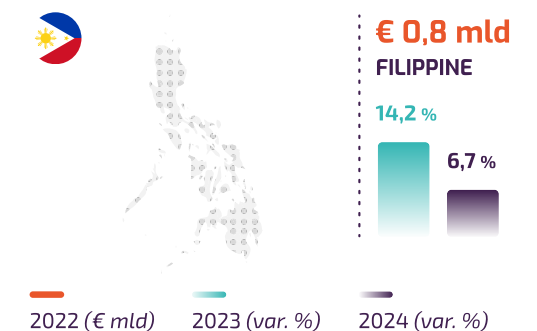 € 0,8 mld
FILIPPINE
14,2 %
6,7 %
2022 (€ mld)
2023 (var. %)
2024 (var. %)